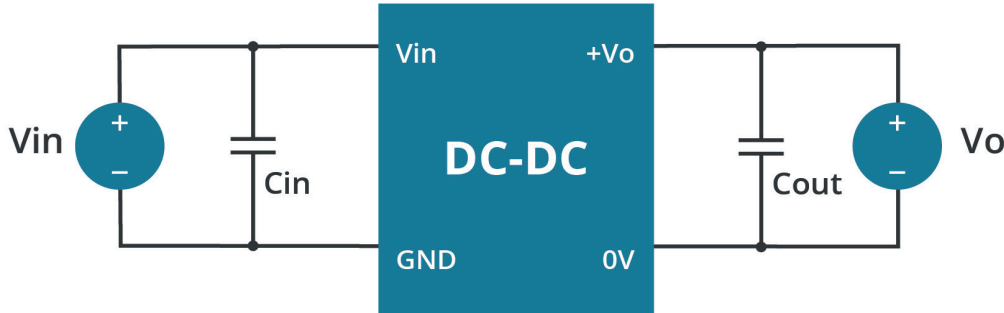 Vin
+
−
Cin
Vin
+Vo
DC-DC
GND
0V
Cout
+
−
Vo